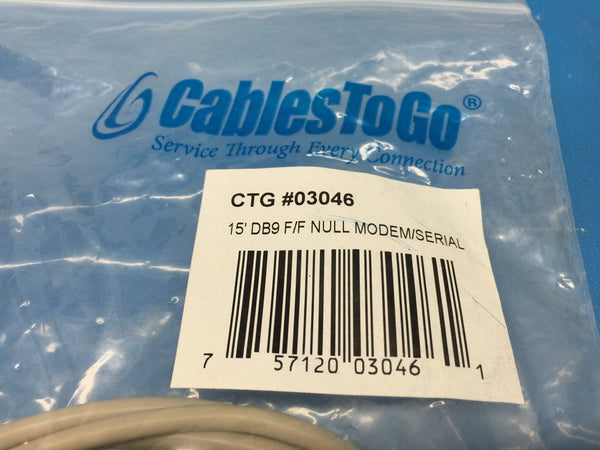 CablesToGo®
Service Through Every Connection
CTG #03046
15' DB9 F/F NULL MODEM/SERIAL
7 57120 03046 1